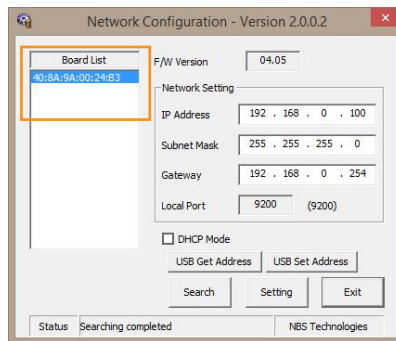 Network Configuration - Version 2.0.0.2
Board List
40:8A:9A:00:24:B3
F/W Version 04.05
Network Setting
IP Address 192 . 168 . 0 . 100
Subnet Mask 255 . 255 . 255 . 0
Gateway 192 . 168 . 0 . 254
Local Port 9200 (9200)
DHCP Mode
USB Get Address USB Set Address
Search Setting Exit
Status Searching completed NBS Technologies